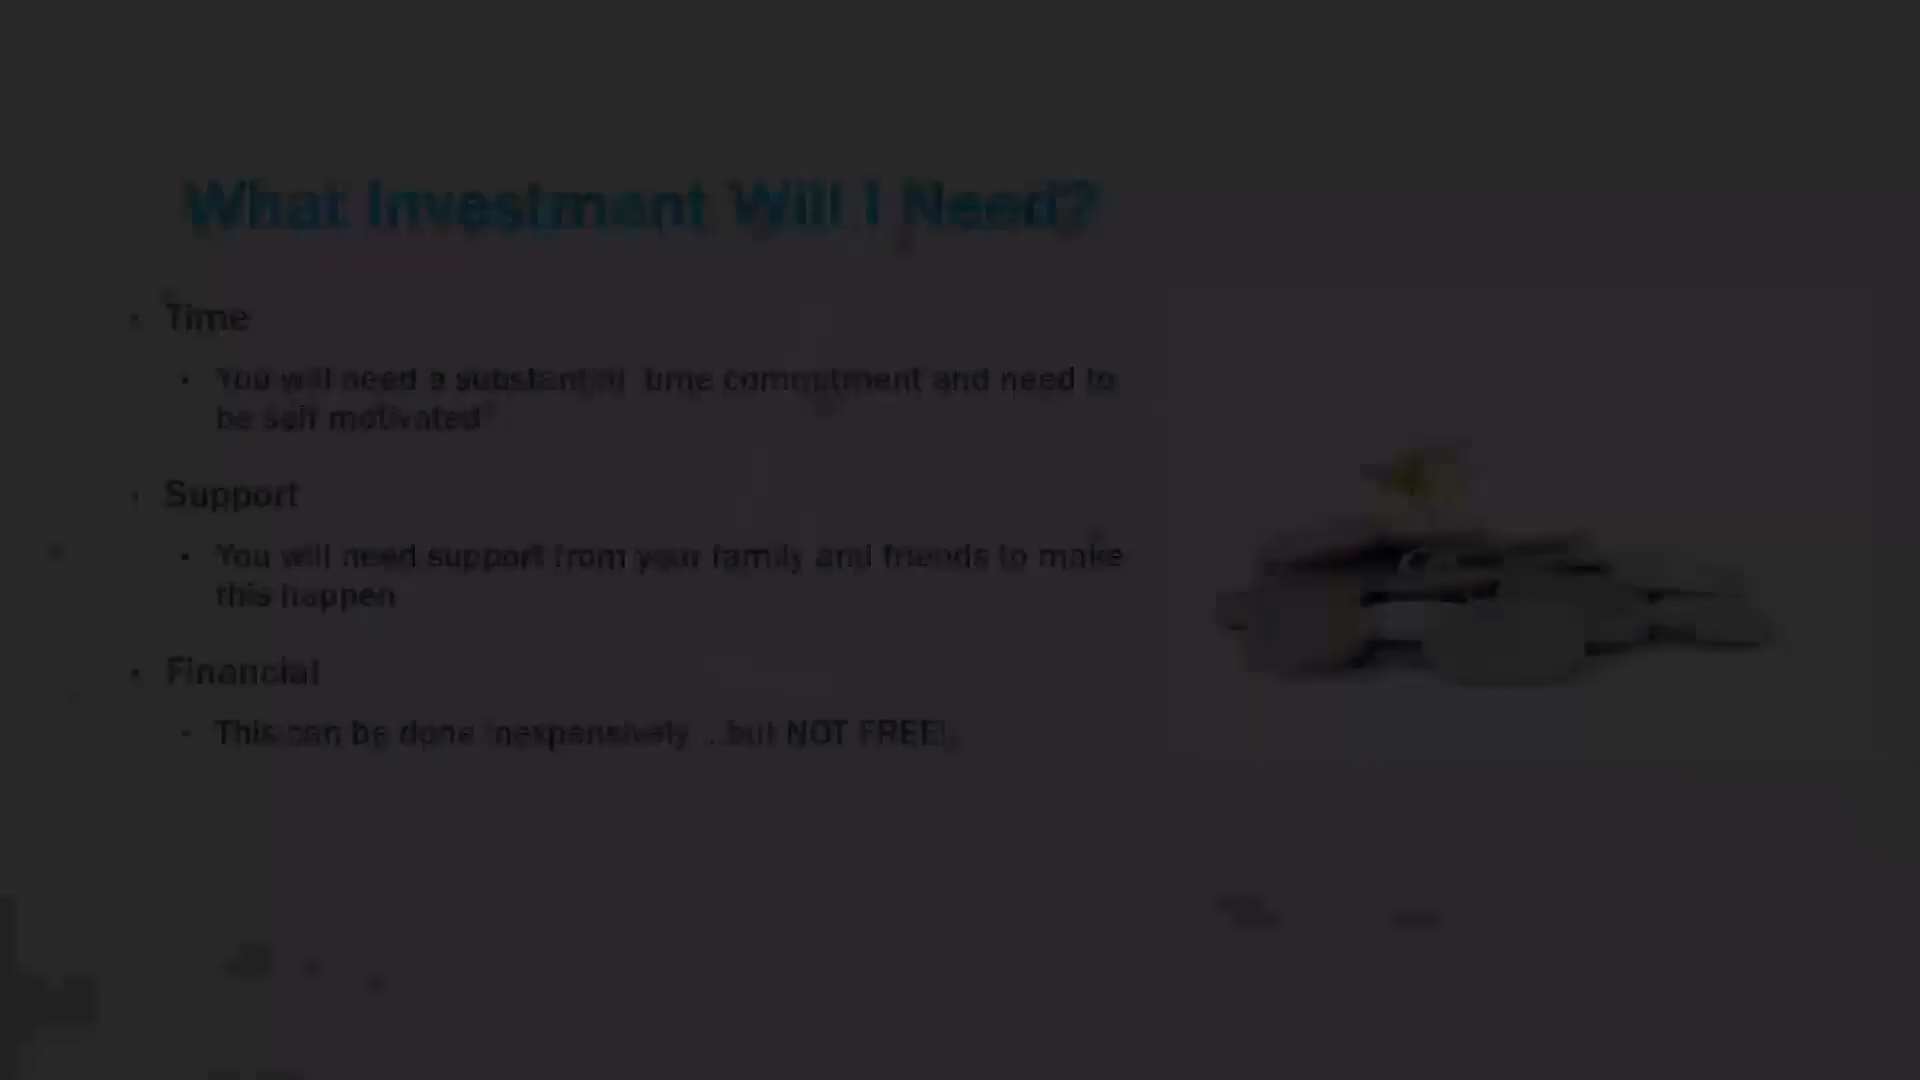 What Investment Will I Need?
• Time
• You will need a substantial time commitment and need to
be self motivated
• Support
• You will need support from your family and friends to make
this happen
• Financial
• This can be done inexpensively ...but NOT FREE!